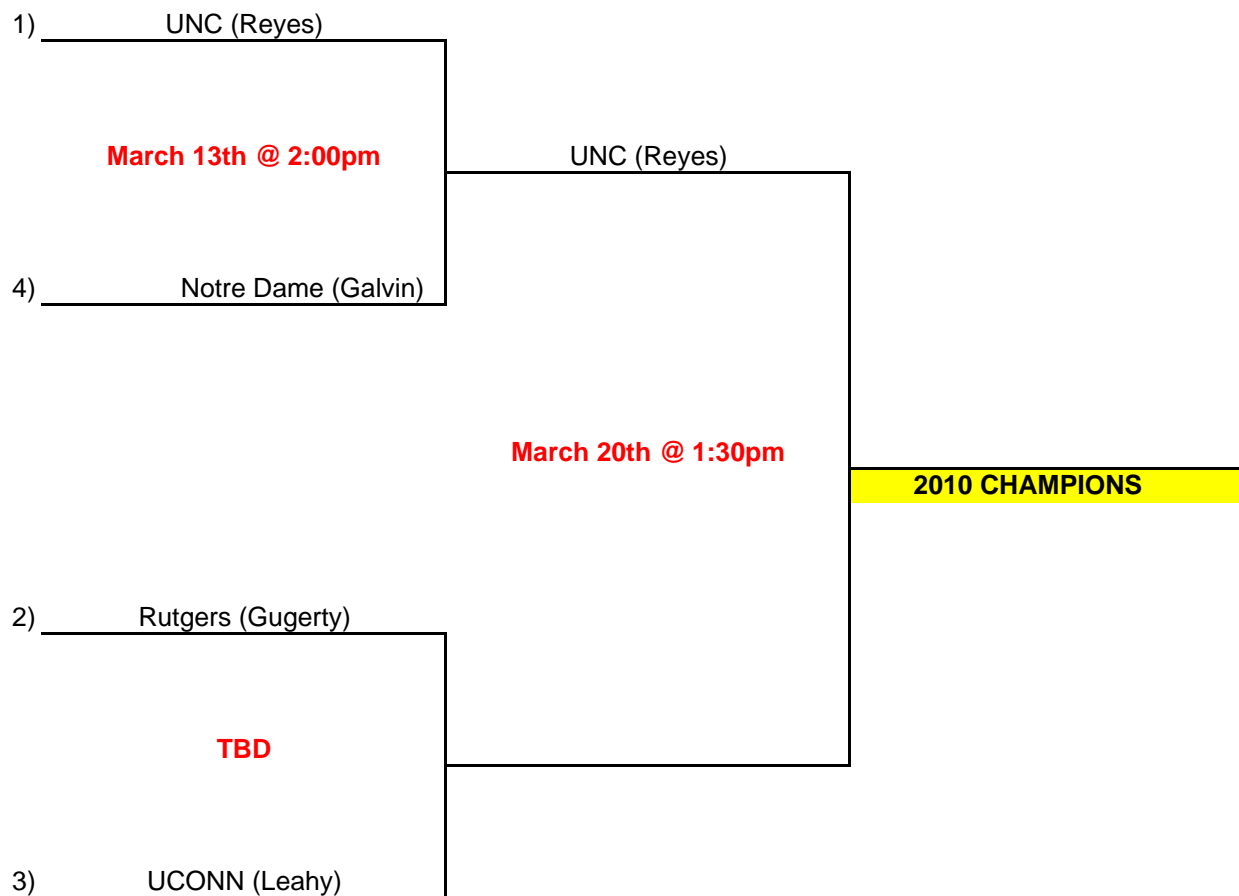 1) UNC (Reyes)
March 13th @ 2:00pm
UNC (Reyes)
4) Notre Dame (Galvin)
March 20th @ 1:30pm
2010 CHAMPIONS
2) Rutgers (Gugerty)
TBD
3) UCONN (Leahy)